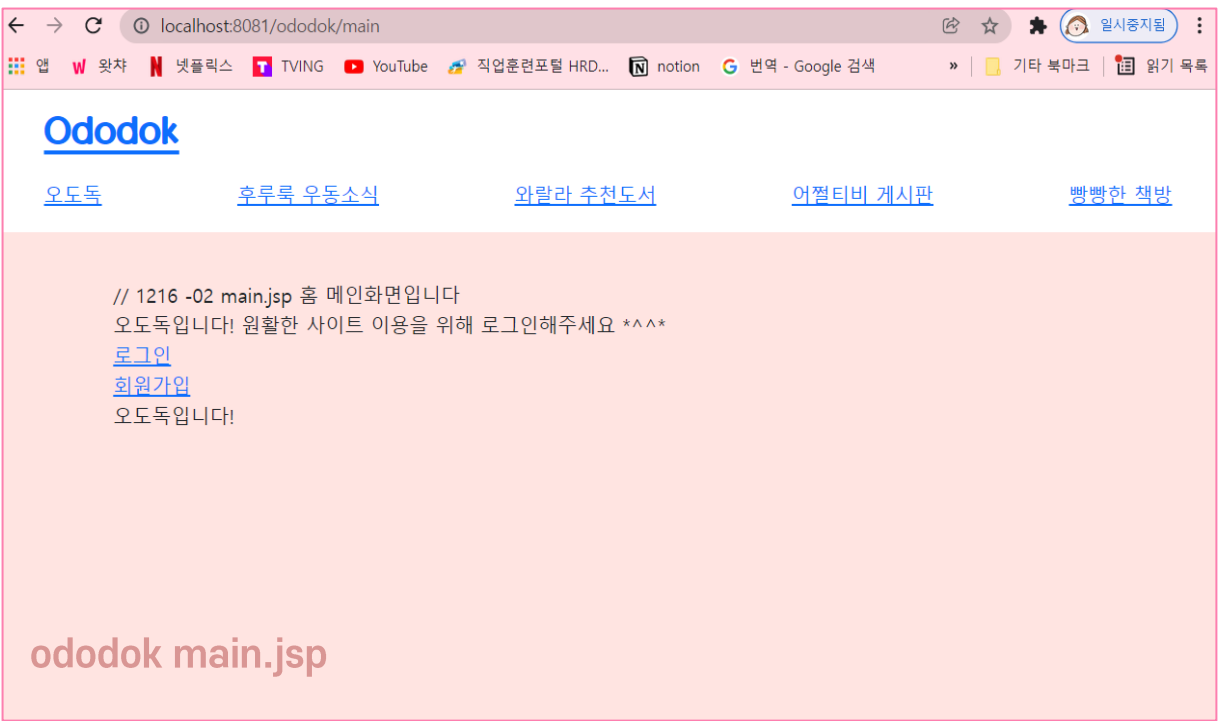 localhost:8081/ododok/main 일시중지됨
앱 왓챠 넷플릭스 TVING YouTube 직업훈련포털 HRD... notion 번역 - Google 검색 » 기타 북마크 읽기 목록
Ododok
오도독 후루룩 우동소식 와랄라 추천도서 어쩔티비 게시판 빵빵한 책방
// 1216 -02 main.jsp 홈 메인화면입니다
오도독입니다! 원활한 사이트 이용을 위해 로그인해주세요 *^^*
로그인
회원가입
오도독입니다!
ododok main.jsp